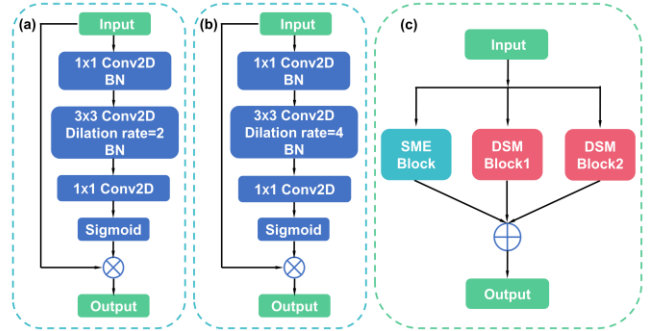 (a)
Input
1x1 Conv2D
BN
3x3 Conv2D
Dilation rate=2
BN
1x1 Conv2D
Sigmoid
Output
(b)
Input
1x1 Conv2D
BN
3x3 Conv2D
Dilation rate=4
BN
1x1 Conv2D
Sigmoid
Output
(c)
Input
SME
Block
DSM
Block1
DSM
Block2
Output